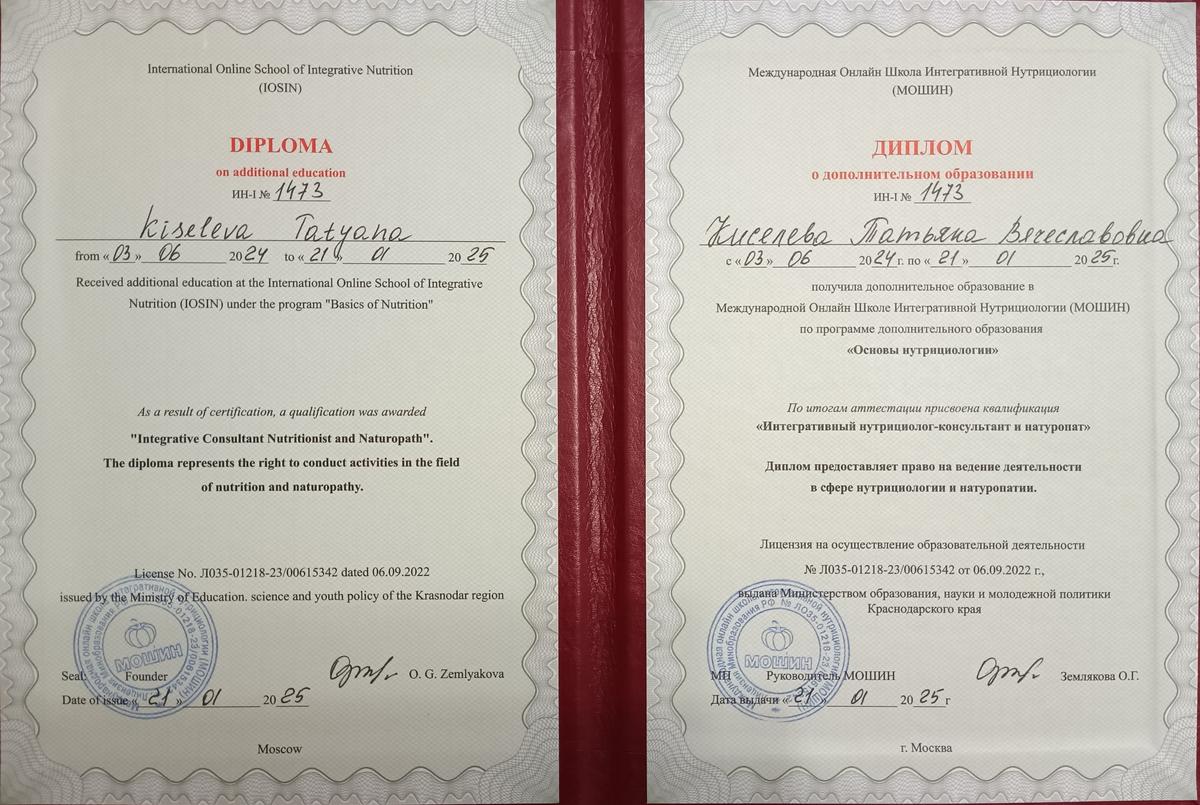 International Online School of Integrative Nutrition
(IOSIN)
DIPLOMA
on additional education
ИН-I № 1473
Kiseleva Tatyana
from « 03 » 06 2024 to « 21 » 01 2025
Received additional education at the International Online School of Integrative
Nutrition (IOSIN) under the program "Basics of Nutrition"
As a result of certification, a qualification was awarded
"Integrative Consultant Nutritionist and Naturopath".
The diploma represents the right to conduct activities in the field
of nutrition and naturopathy.
License No. Л035-01218-23/00615342 dated 06.09.2022
issued by the Ministry of Education. science and youth policy of the Krasnodar region
МОШИН
Seal Founder O. G. Zemlyakova
Date of issue « 21 » 01 2025
Moscow
Международная Онлайн Школа Интегративной Нутрициологии
(МОШИН)
ДИПЛОМ
о дополнительном образовании
ИН-I № 1473
Киселева Татьяна Вячеславовна
с « 03 » 06 2024 г. по « 21 » 01 2025 г.
получила дополнительное образование в
Международной Онлайн Школе Интегративной Нутрициологии (МОШИН)
по программе дополнительного образования
«Основы нутрициологии»
По итогам аттестации присвоена квалификация
«Интегративный нутрициолог-консультант и натуропат»
Диплом предоставляет право на ведение деятельности
в сфере нутрициологии и натуропатии.
Лицензия на осуществление образовательной деятельности
№ Л035-01218-23/00615342 от 06.09.2022 г.,
выдана Министерством образования, науки и молодежной политики
Краснодарского края
МОШИН
МП Руководитель МОШИН Землякова О.Г.
Дата выдачи « 21 » 01 2025 г
г. Москва